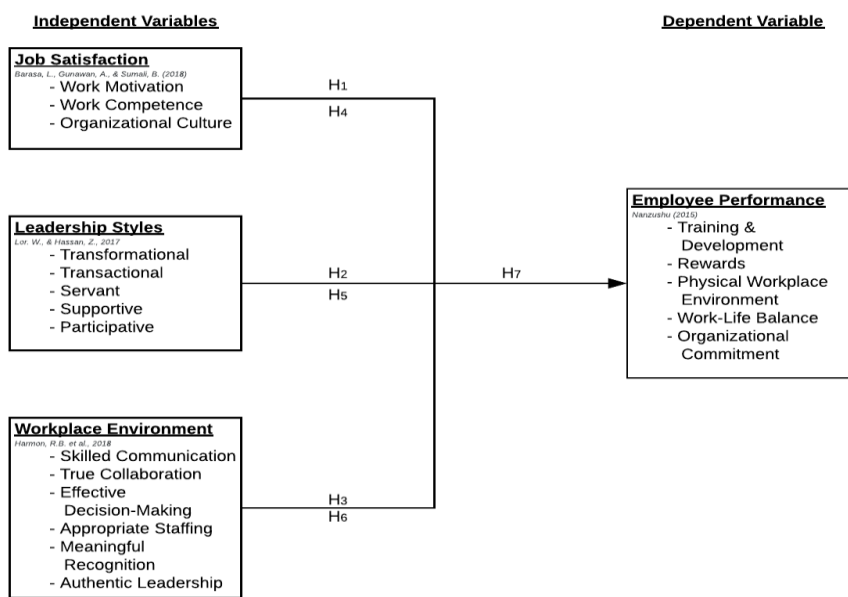 Independent Variables
Dependent Variable
Job Satisfaction
Barasa, L., Gunawan, A., & Sumali, B. (2018)
- Work Motivation
- Work Competence
- Organizational Culture
H1
H4
Leadership Styles
Lor. W., & Hassan, Z., 2017
- Transformational
- Transactional
- Servant
- Supportive
- Participative
H2
H5
H7
Employee Performance
Nanzushu (2015)
- Training &
Development
- Rewards
- Physical Workplace
Environment
- Work-Life Balance
- Organizational
Commitment
Workplace Environment
Harmon, R.B. et al., 2018
- Skilled Communication
- True Collaboration
- Effective
Decision-Making
- Appropriate Staffing
- Meaningful
Recognition
- Authentic Leadership
H3
H6